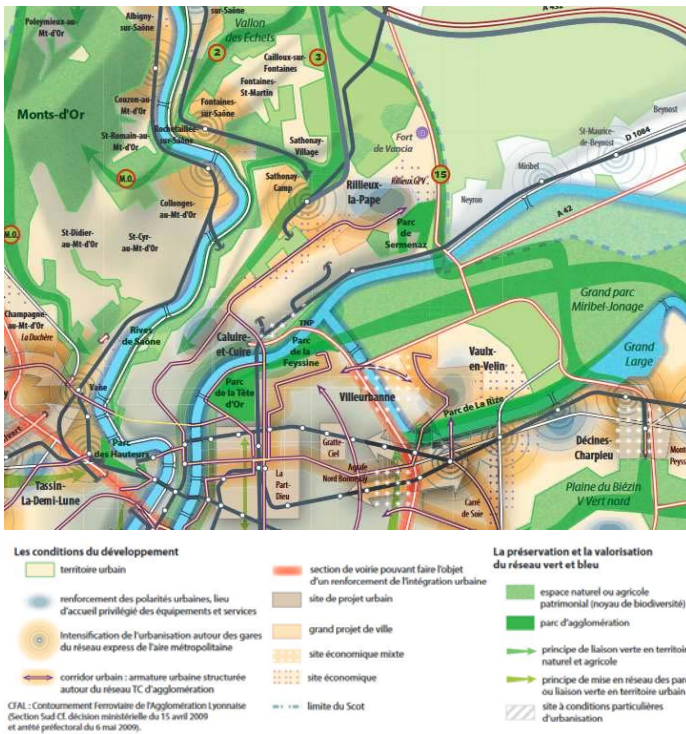 Poleymieux-au-
Mt-d'Or
Albigny-
sur-Saône
sur-Saône
Vallon
des Échets
A 432
2
3
Cailloux-sur-
Fontaines
Fontaines-
St-Martin
Couzon-au-
Mt-d'Or
Fontaines-
sur-Saône
Monts-d'Or
St-Romain-au-
Mt-d'Or
Rochetaillée-
sur-Saône
Sathonay-
Village
Fort
de Vancia
Beynost
St-Maurice-
de-Beynost
D 1084
Miribel
M.O.
Sathonay-
Camp
Rillieux-
la-Pape
Rillieux GPV
15
Neyron
Collonges-
au-Mt-d'Or
A 42
M.O.
St-Didier-
au-Mt-d'Or
St-Cyr-
au-Mt-d'Or
Parc
de
Sermenaz
Grand parc
Miribel-Jonage
Champagne-
au-Mt-d'Or
La Duchère
Rives
de Saône
Caluire-
et-Cuire
TNP
Parc
de la
Feyssine
Grand
Large
Vaulx-
en-Velin
Vaise
Parc
de la Tête
d'Or
Villeurbanne
Parc de La Rize
Parc
des Hauteurs
Gratte-
Ciel
Décines-
Charpieu
Tassin-
La-Demi-Lune
La
Part-
Dieu
Nord Bonnevay
Carré
de Soie
Plaine du Biézin
V Vert nord
Les conditions du développement
territoire urbain
renforcement des polarités urbaines, lieu
d'accueil privilégié des équipements et services
Intensification de l'urbanisation autour des gares
du réseau express de l'aire métropolitaine
corridor urbain : armature urbaine structurée
autour du réseau TC d'agglomération
CFAL : Contournement Ferroviaire de l'Agglomération Lyonnaise
(Section Sud Cf. décision ministérielle du 15 avril 2009
et arrêté préfectoral du 6 mai 2009).
section de voirie pouvant faire l'objet
d'un renforcement de l'intégration urbaine
site de projet urbain
grand projet de ville
site économique mixte
site économique
limite du Scot
La préservation et la valorisation
du réseau vert et bleu
espace naturel ou agricole
patrimonial (noyau de biodiversité)
parc d'agglomération
principe de liaison verte en territoire
naturel et agricole
principe de mise en réseau des parcs
ou liaison verte en territoire urbain
site à conditions particulières
d'urbanisation